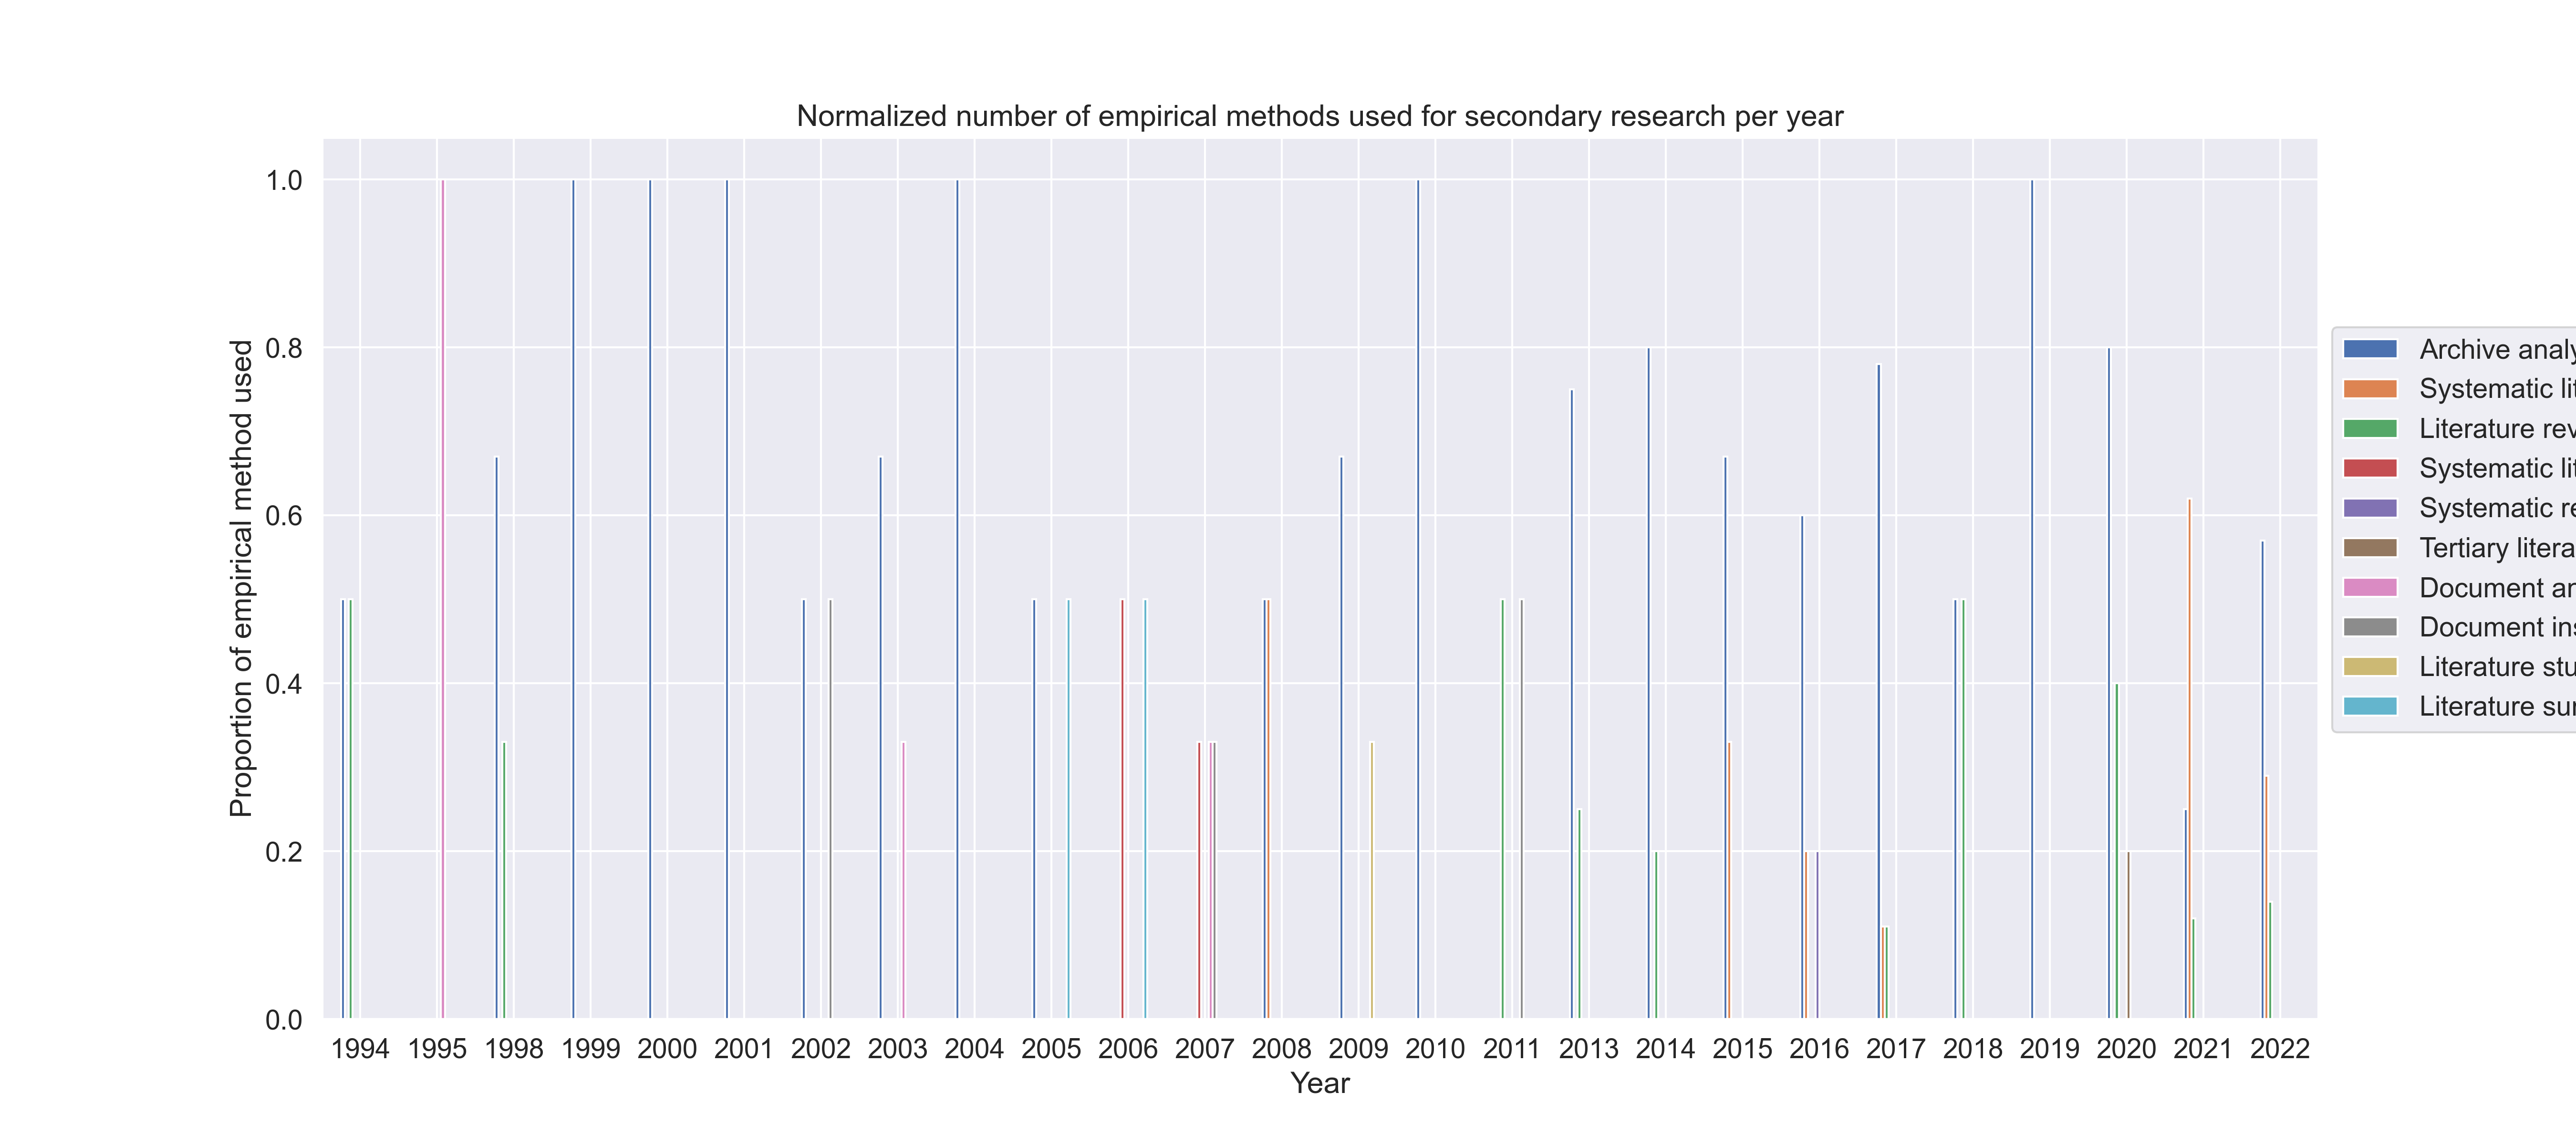 Normalized number of empirical methods used for secondary research per year
Proportion of empirical method used
1.0
0.8
0.6
0.4
0.2
0.0
1994 1995 1998 1999 2000 2001 2002 2003 2004 2005 2006 2007 2008 2009 2010 2011 2013 2014 2015 2016 2017 2018 2019 2020 2021 2022
Year
Archive analy
Systematic lit
Literature rev
Systematic lit
Systematic re
Tertiary litera
Document an
Document ins
Literature stu
Literature sur